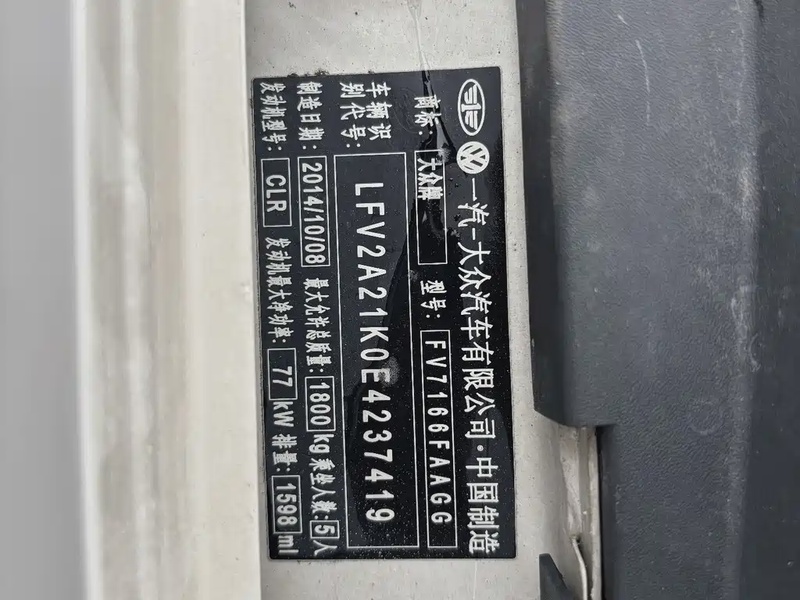 一汽-大众汽车有限公司·中国制造
商标: 大众牌 型号: FV7166FAAGG
车辆识别代号: LFV2A21K0E4237419
制造日期: 2014/10/08 最大允许总质量: 1800 kg 乘坐人数: 5 人
发动机型号: CLR 发动机最大净功率: 77 kW 排量: 1598 ml